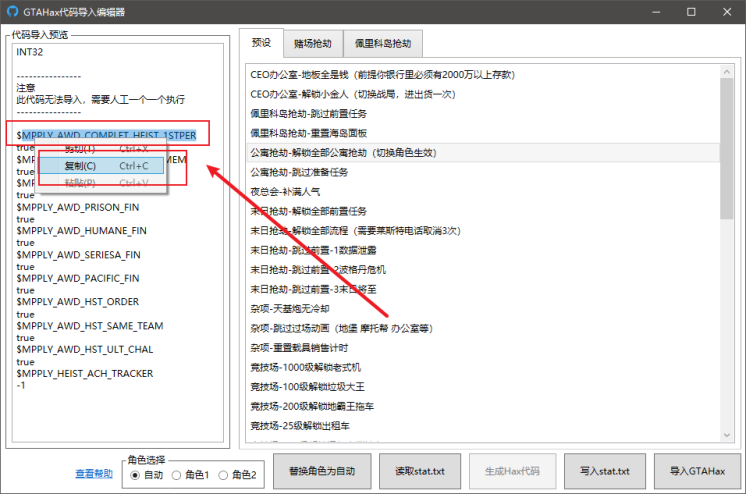 GTAHax代码导入编辑器
代码导入预览
INT32
----------------
注意
此代码无法导入，需要人工一个一个执行
----------------
$MPPLY_AWD_COMPLET_HEIST_1STPER
true
剪切(T) Ctrl+X
MEM
复制(C) Ctrl+C
粘贴(P) Ctrl+V
true
$MPPLY_AWD_PRISON_FIN
true
$MPPLY_AWD_HUMANE_FIN
true
$MPPLY_AWD_SERIESA_FIN
true
$MPPLY_AWD_PACIFIC_FIN
true
$MPPLY_AWD_HST_ORDER
true
$MPPLY_AWD_HST_SAME_TEAM
true
$MPPLY_AWD_HST_ULT_CHAL
true
$MPPLY_HEIST_ACH_TRACKER
-1
预设 赌场抢劫 佩里科岛抢劫
CEO办公室-地板全是钱（前提你银行里必须有2000万以上存款）
CEO办公室-解锁小金人（切换战局，进出货一次）
佩里科岛抢劫-跳过前置任务
佩里科岛抢劫-重置海岛面板
公寓抢劫-解锁全部公寓抢劫（切换角色生效）
公寓抢劫-跳过准备任务
夜总会-补满人气
末日抢劫-解锁全部前置任务
末日抢劫-解锁全部流程（需要莱斯特电话取消3次）
末日抢劫-跳过前置-1数据泄露
末日抢劫-跳过前置-2波格丹危机
末日抢劫-跳过前置-3末日将至
杂项-天基炮无冷却
杂项-跳过过场动画（地堡 摩托帮 办公室等）
杂项-重置载具销售计时
竞技场-1000级解锁老式机
竞技场-100级解锁垃圾大王
竞技场-200级解锁地霸王拖车
竞技场-25级解锁出租车
查看帮助
角色选择
自动 角色1 角色2
替换角色为自动 读取stat.txt 生成Hax代码 写入stat.txt 导入GTAHax